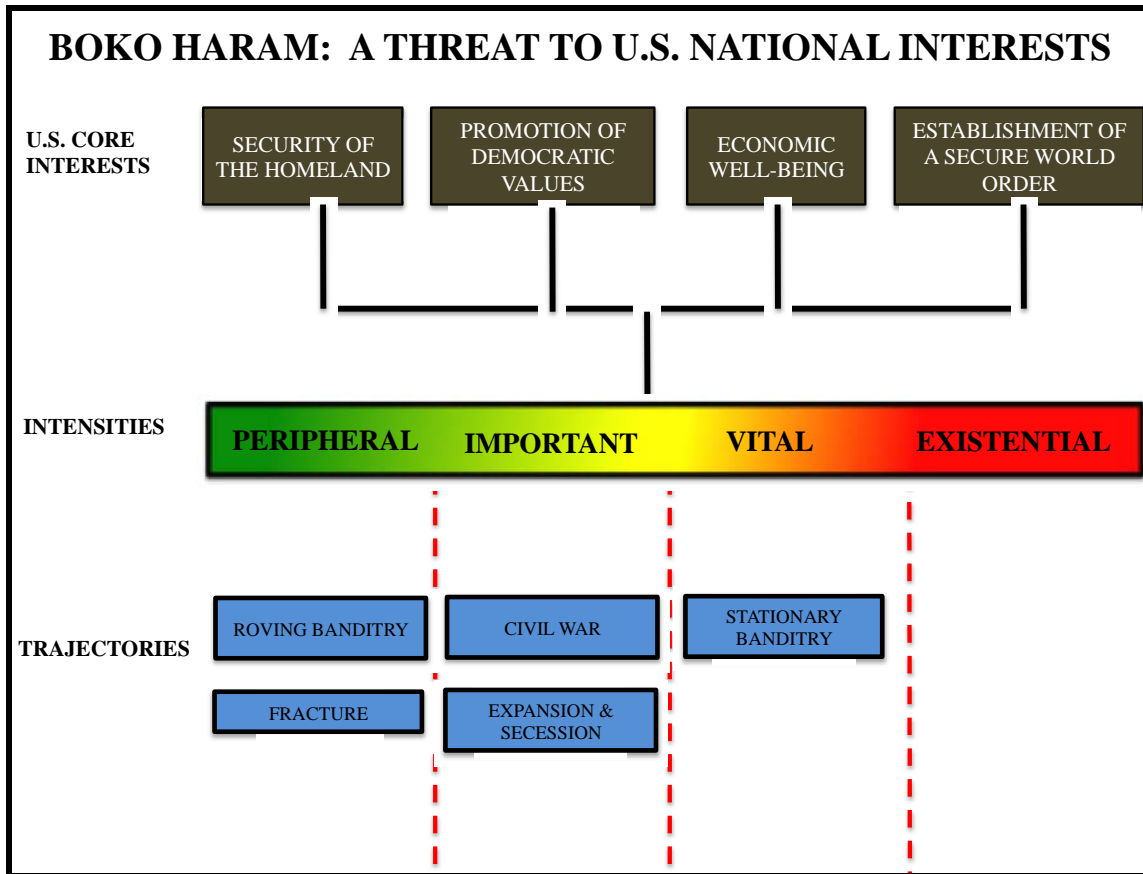 BOKO HARAM: A THREAT TO U.S. NATIONAL INTERESTS
U.S. CORE
INTERESTS
SECURITY OF
THE HOMELAND
PROMOTION OF
DEMOCRATIC
VALUES
ECONOMIC
WELL-BEING
ESTABLISHMENT OF
A SECURE WORLD
ORDER
INTENSITIES
PERIPHERAL
IMPORTANT
VITAL
EXISTENTIAL
TRAJECTORIES
ROVING BANDITRY
CIVIL WAR
STATIONARY
BANDITRY
FRACTURE
EXPANSION &
SECESSION